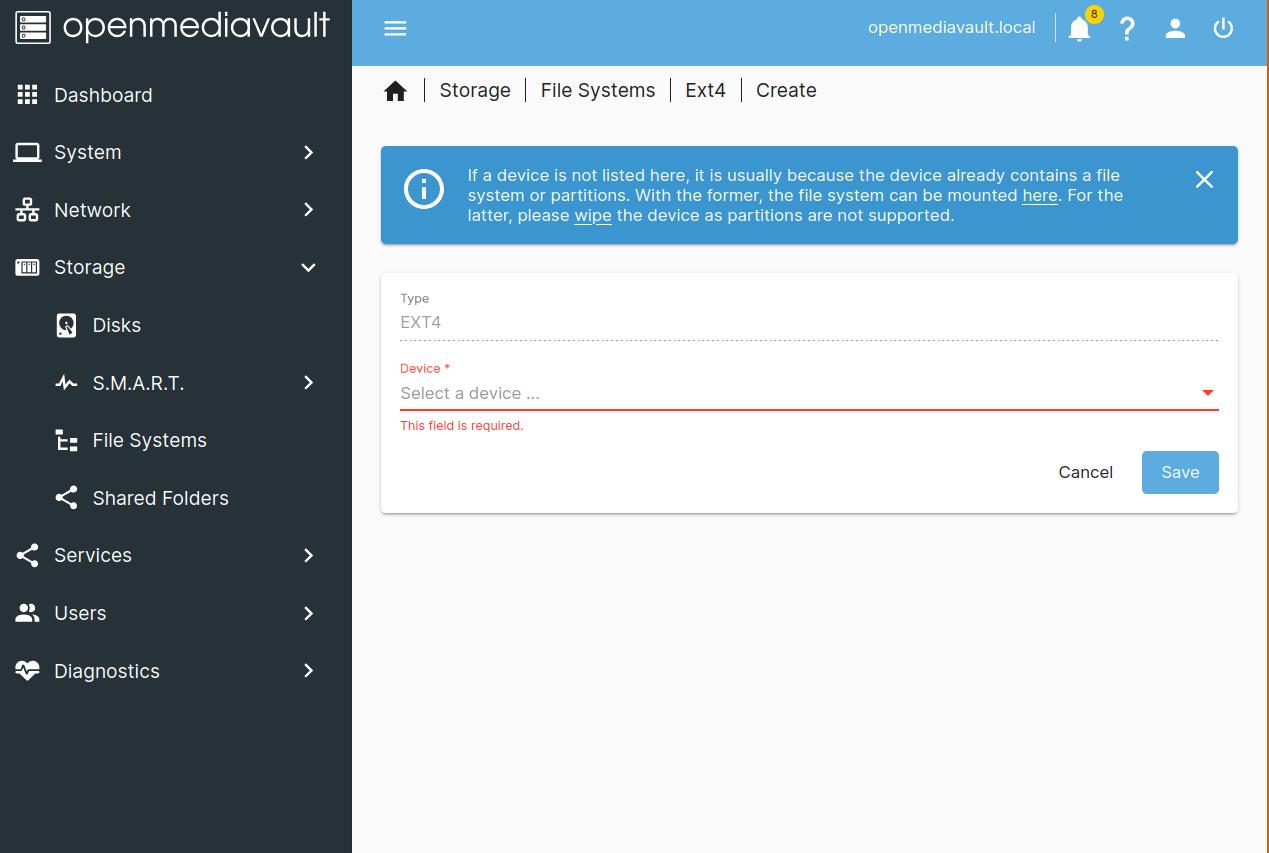 openmediavault
openmediavault.local
8
Dashboard
System
Network
Storage
Disks
S.M.A.R.T.
File Systems
Shared Folders
Services
Users
Diagnostics
Storage | File Systems | Ext4 | Create
If a device is not listed here, it is usually because the device already contains a file
system or partitions. With the former, the file system can be mounted here. For the
latter, please wipe the device as partitions are not supported.
Type
EXT4
Device *
Select a device ...
This field is required.
Cancel Save